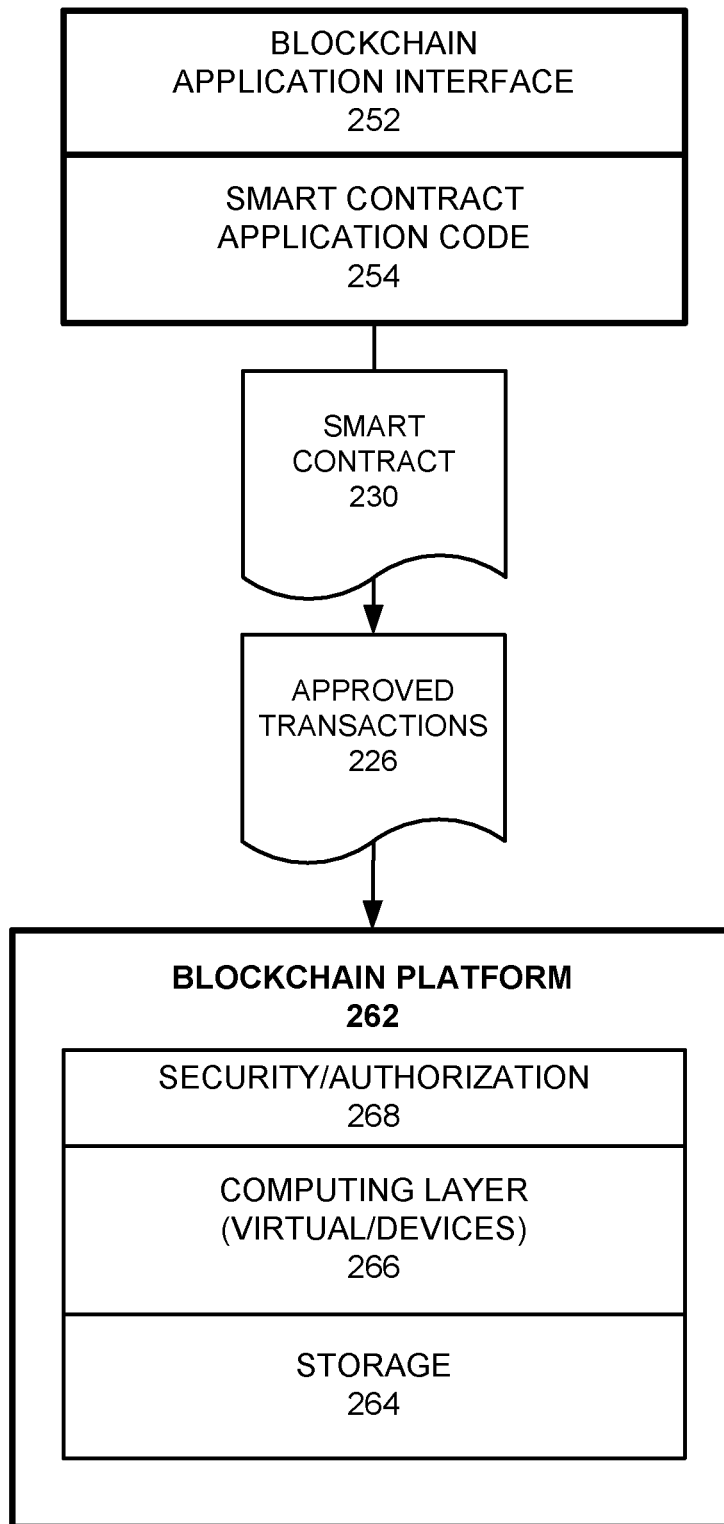 BLOCKCHAIN
APPLICATION INTERFACE
252
SMART CONTRACT
APPLICATION CODE
254
SMART
CONTRACT
230
APPROVED
TRANSACTIONS
226
BLOCKCHAIN PLATFORM
262
SECURITY/AUTHORIZATION
268
COMPUTING LAYER
(VIRTUAL/DEVICES)
266
STORAGE
264